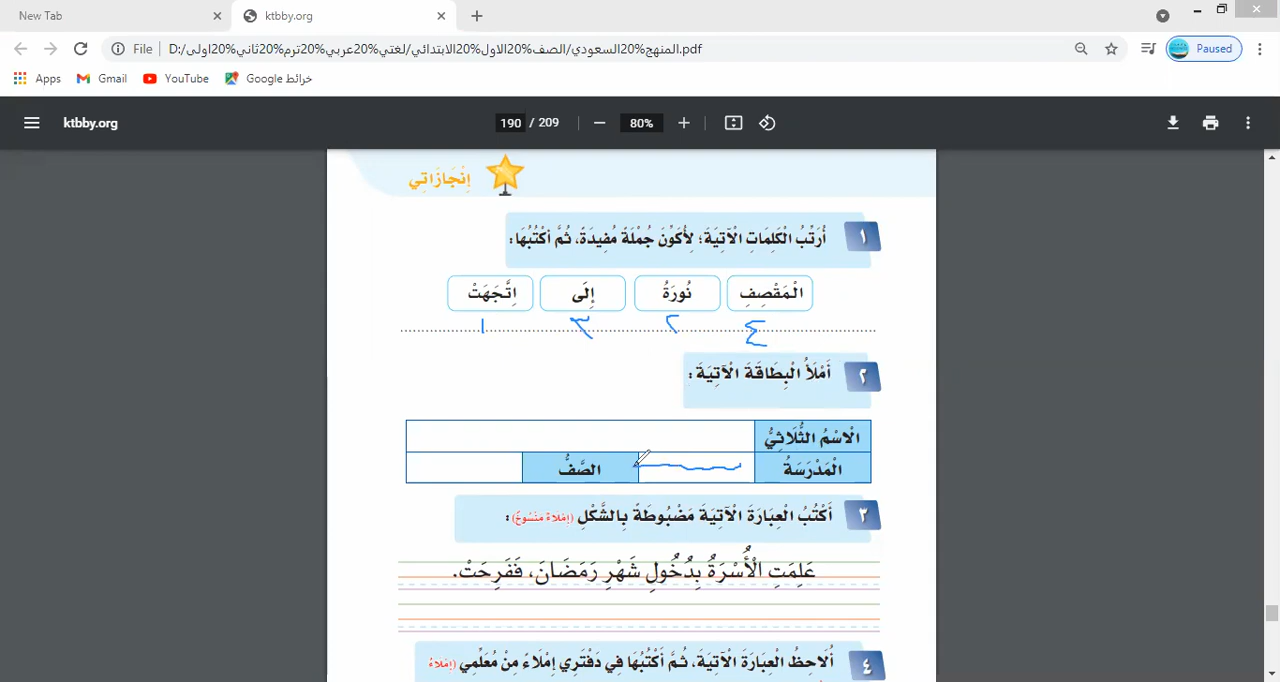 New Tab
ktbby.org
File D:/المنهج%20السعودي/الصف%20الاول%20الابتدائي/لغتي%20عربي%20ترم%20ثاني%20اولى.pdf
Paused
Apps Gmail YouTube خرائط Google
ktbby.org
190 / 209
80%
إِنْجَازَاتِي
١ أُرَتِّبُ الْكَلِمَاتِ الْآتِيَةَ؛ لِأُكَوِّنَ جُمْلَةً مُفِيدَةً، ثُمَّ أَكْتُبُهَا:
الْمَقْصِفِ نُورَةُ إِلَى اِتَّجَهَتْ
٤ ٢ ٣ ١
٢ أَمْلَأُ الْبِطَاقَةَ الْآتِيَةَ:
الْاسْمُ الثُّلَاثِيُّ
الْمَدْرَسَةُ الصَّفُّ
٣ أَكْتُبُ الْعِبَارَةَ الْآتِيَةَ مَضْبُوطَةً بِالشَّكْلِ (إِمْلَاءٌ مَنْسُوخٌ):
عَلِمَتِ الْأُسْرَةُ بِدُخُولِ شَهْرِ رَمَضَانَ، فَفَرِحَتْ.
٤ أُلَاحِظُ الْعِبَارَةَ الْآتِيَةَ، ثُمَّ أَكْتُبُهَا فِي دَفْتَرِي إِمْلَاءً مِنْ مُعَلِّمِي (إِمْلَاءٌ